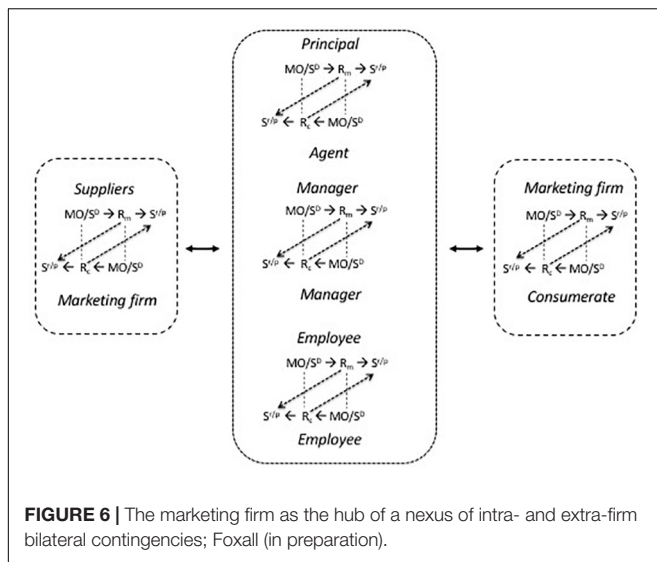 Principal
MO/Sᴰ → Rₘ → Sʳ/ᵖ
Sʳ/ᵖ ← R꜀ ← MO/Sᴰ
Agent
Suppliers
MO/Sᴰ → Rₘ → Sʳ/ᵖ
Sʳ/ᵖ ← R꜀ ← MO/Sᴰ
Marketing firm
Manager
MO/Sᴰ → Rₘ → Sʳ/ᵖ
Sʳ/ᵖ ← R꜀ ← MO/Sᴰ
Manager
Marketing firm
MO/Sᴰ → Rₘ → Sʳ/ᵖ
Sʳ/ᵖ ← R꜀ ← MO/Sᴰ
Consumerate
Employee
MO/Sᴰ → Rₘ → Sʳ/ᵖ
Sʳ/ᵖ ← R꜀ ← MO/Sᴰ
Employee
FIGURE 6 | The marketing firm as the hub of a nexus of intra- and extra-firm
bilateral contingencies; Foxall (in preparation).